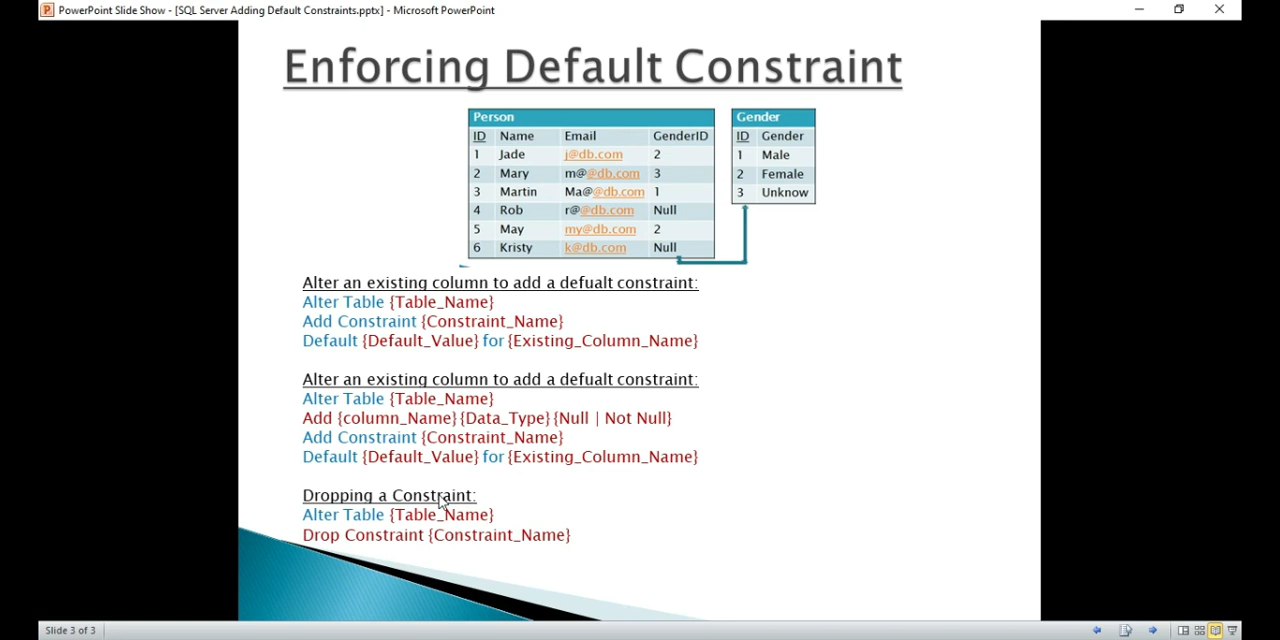 PowerPoint Slide Show - [SQL Server Adding Default Constraints.pptx] - Microsoft PowerPoint
Enforcing Default Constraint
Person
ID Name Email GenderID
1 Jade j@db.com 2
2 Mary m@@db.com 3
3 Martin Ma@@db.com 1
4 Rob r@@db.com Null
5 May my@db.com 2
6 Kristy k@db.com Null
Gender
ID Gender
1 Male
2 Female
3 Unknow
Alter an existing column to add a defualt constraint:
Alter Table {Table_Name}
Add Constraint {Constraint_Name}
Default {Default_Value} for {Existing_Column_Name}
Alter an existing column to add a defualt constraint:
Alter Table {Table_Name}
Add {column_Name} {Data_Type} {Null | Not Null}
Add Constraint {Constraint_Name}
Default {Default_Value} for {Existing_Column_Name}
Dropping a Constraint:
Alter Table {Table_Name}
Drop Constraint {Constraint_Name}
Slide 3 of 3